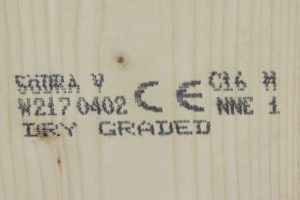 SÖDRA V CE C16 M
W217 0402 NNE 1
DRY GRADED